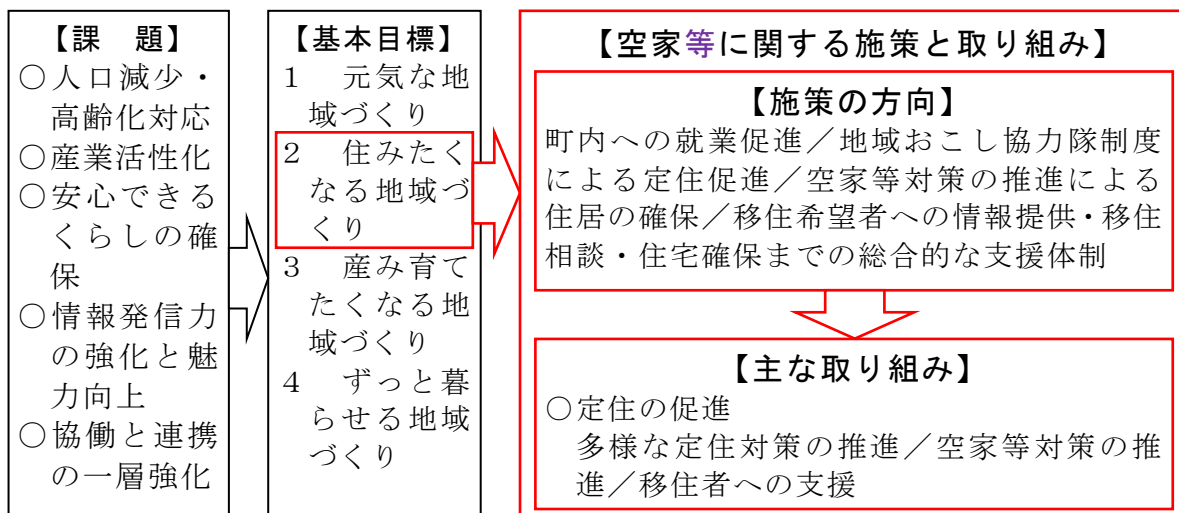 【課　題】
○人口減少・
高齢化対応
○産業活性化
○安心できる
くらしの確
保
○情報発信力
の強化と魅
力向上
○協働と連携
の一層強化
【基本目標】
1　元気な地
域づくり
2　住みたく
なる地域づ
くり
3　産み育て
たくなる地
域づくり
4　ずっと暮
らせる地域
づくり
【空家等に関する施策と取り組み】
【施策の方向】
町内への就業促進／地域おこし協力隊制度
による定住促進／空家等対策の推進による
住居の確保／移住希望者への情報提供・移住
相談・住宅確保までの総合的な支援体制
【主な取り組み】
○定住の促進
多様な定住対策の推進／空家等対策の推
進／移住者への支援